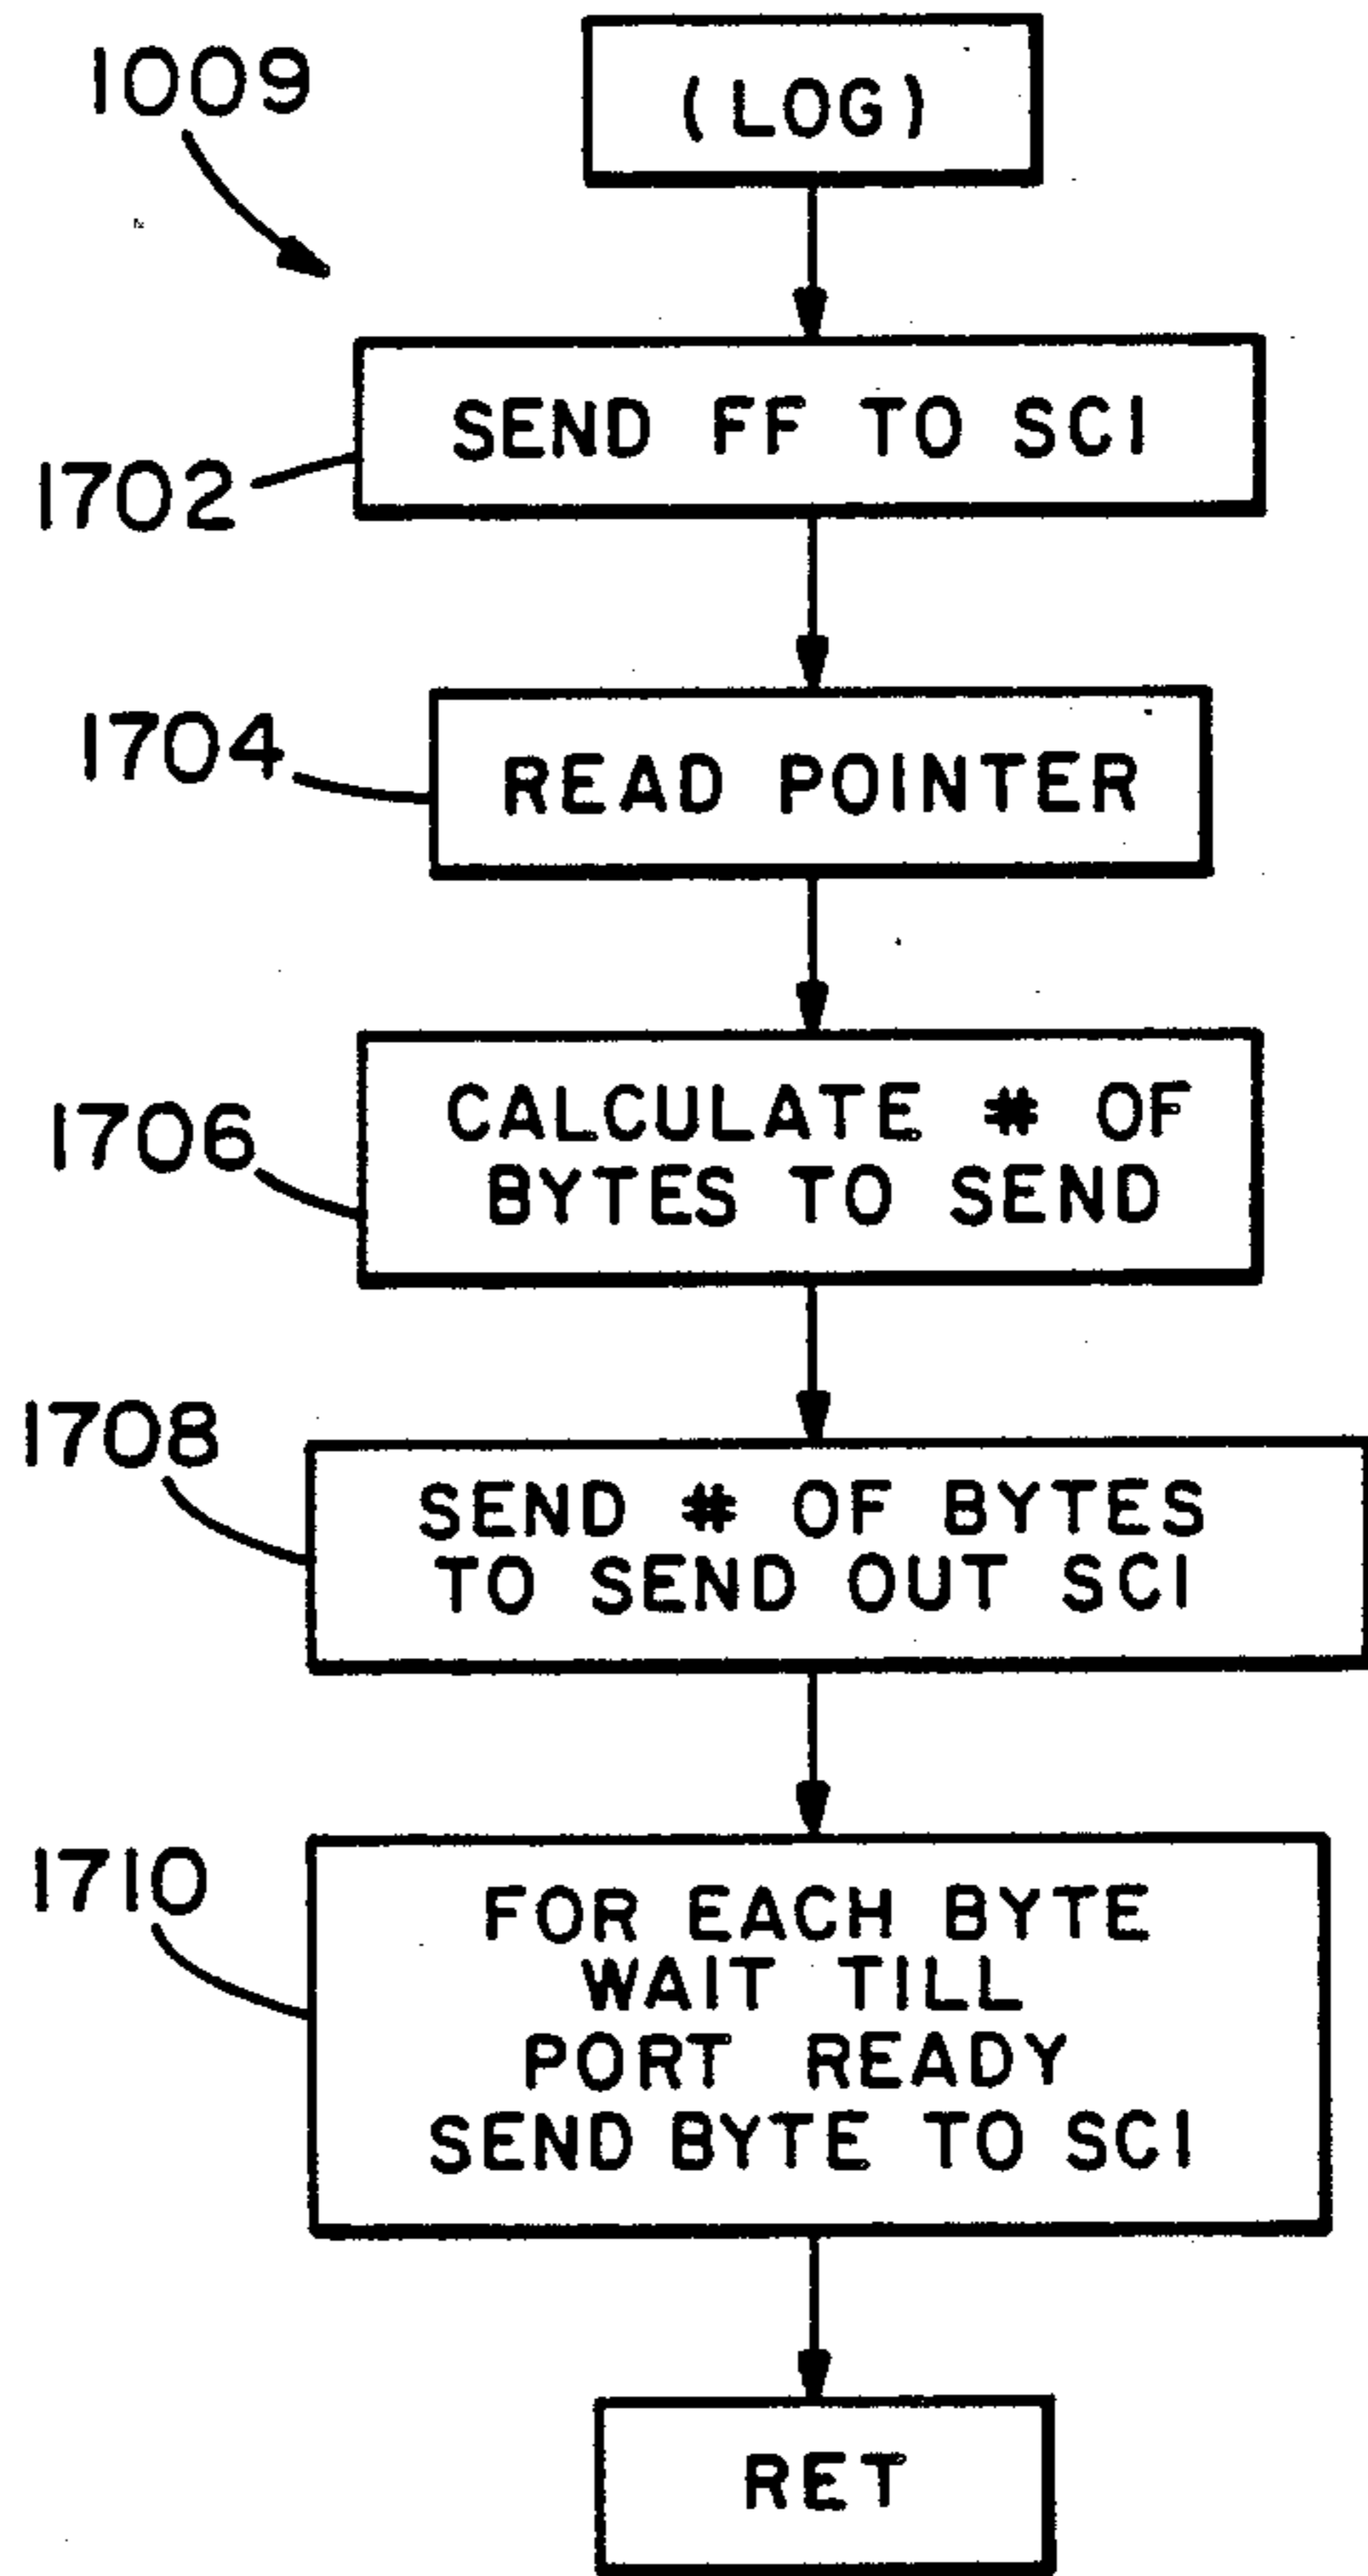 1009
(LOG)
SEND FF TO SCI
1702
READ POINTER
1704
CALCULATE # OF
BYTES TO SEND
1706
1708
SEND # OF BYTES
TO SEND OUT SCI
1710
FOR EACH BYTE
WAIT TILL
PORT READY
SEND BYTE TO SCI
RET